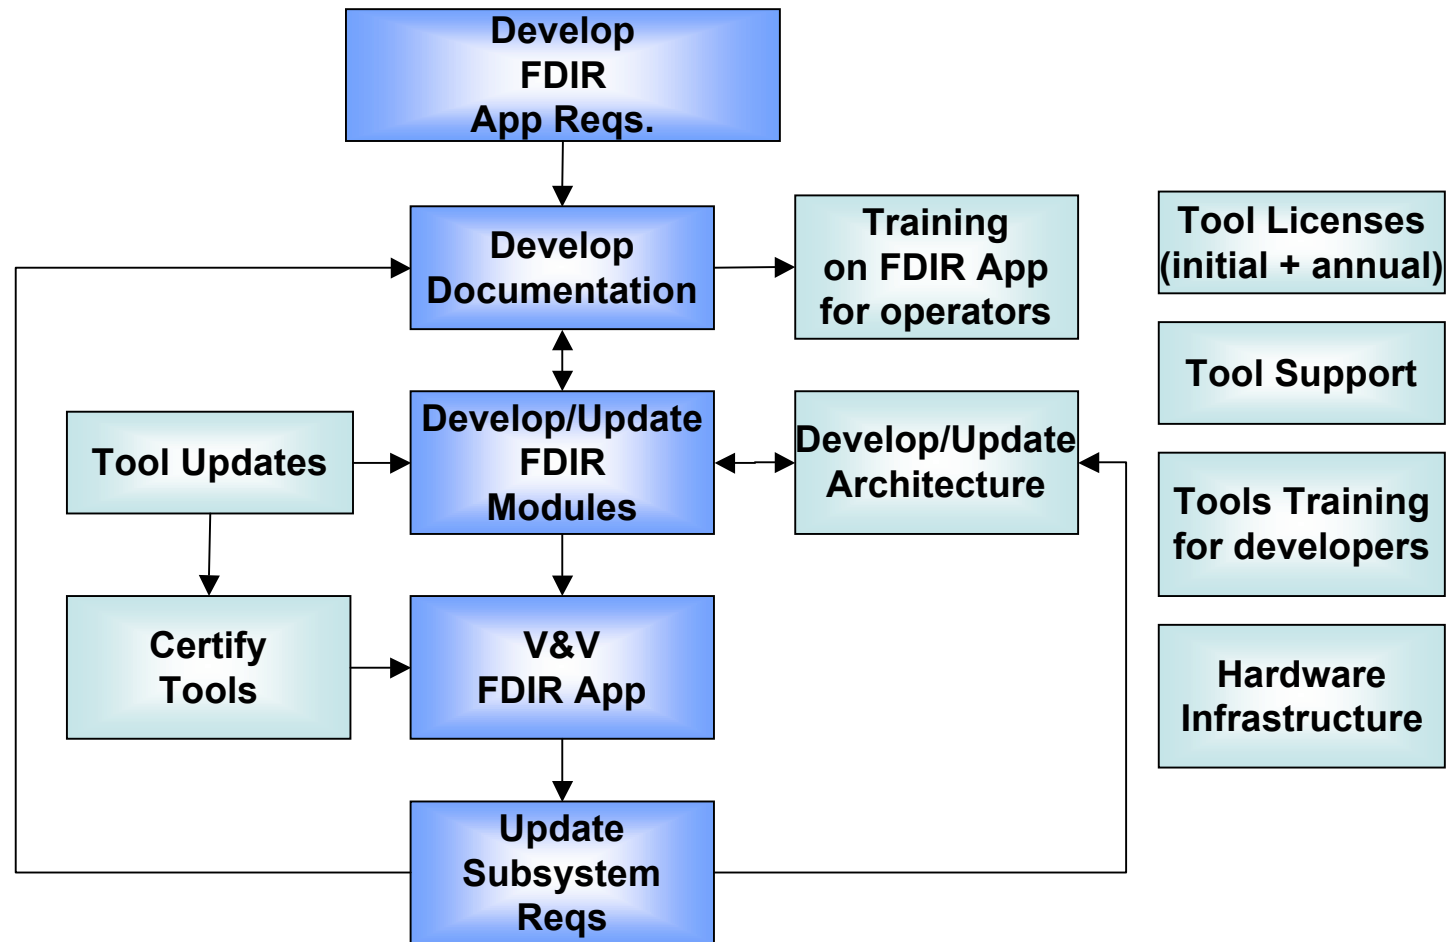 Develop
FDIR
App Reqs.
Develop
Documentation
Training
on FDIR App
for operators
Tool Licenses
(initial + annual)
Tool Support
Tool Updates
Develop/Update
FDIR
Modules
Develop/Update
Architecture
Tools Training
for developers
Certify
Tools
V&V
FDIR App
Hardware
Infrastructure
Update
Subsystem
Reqs